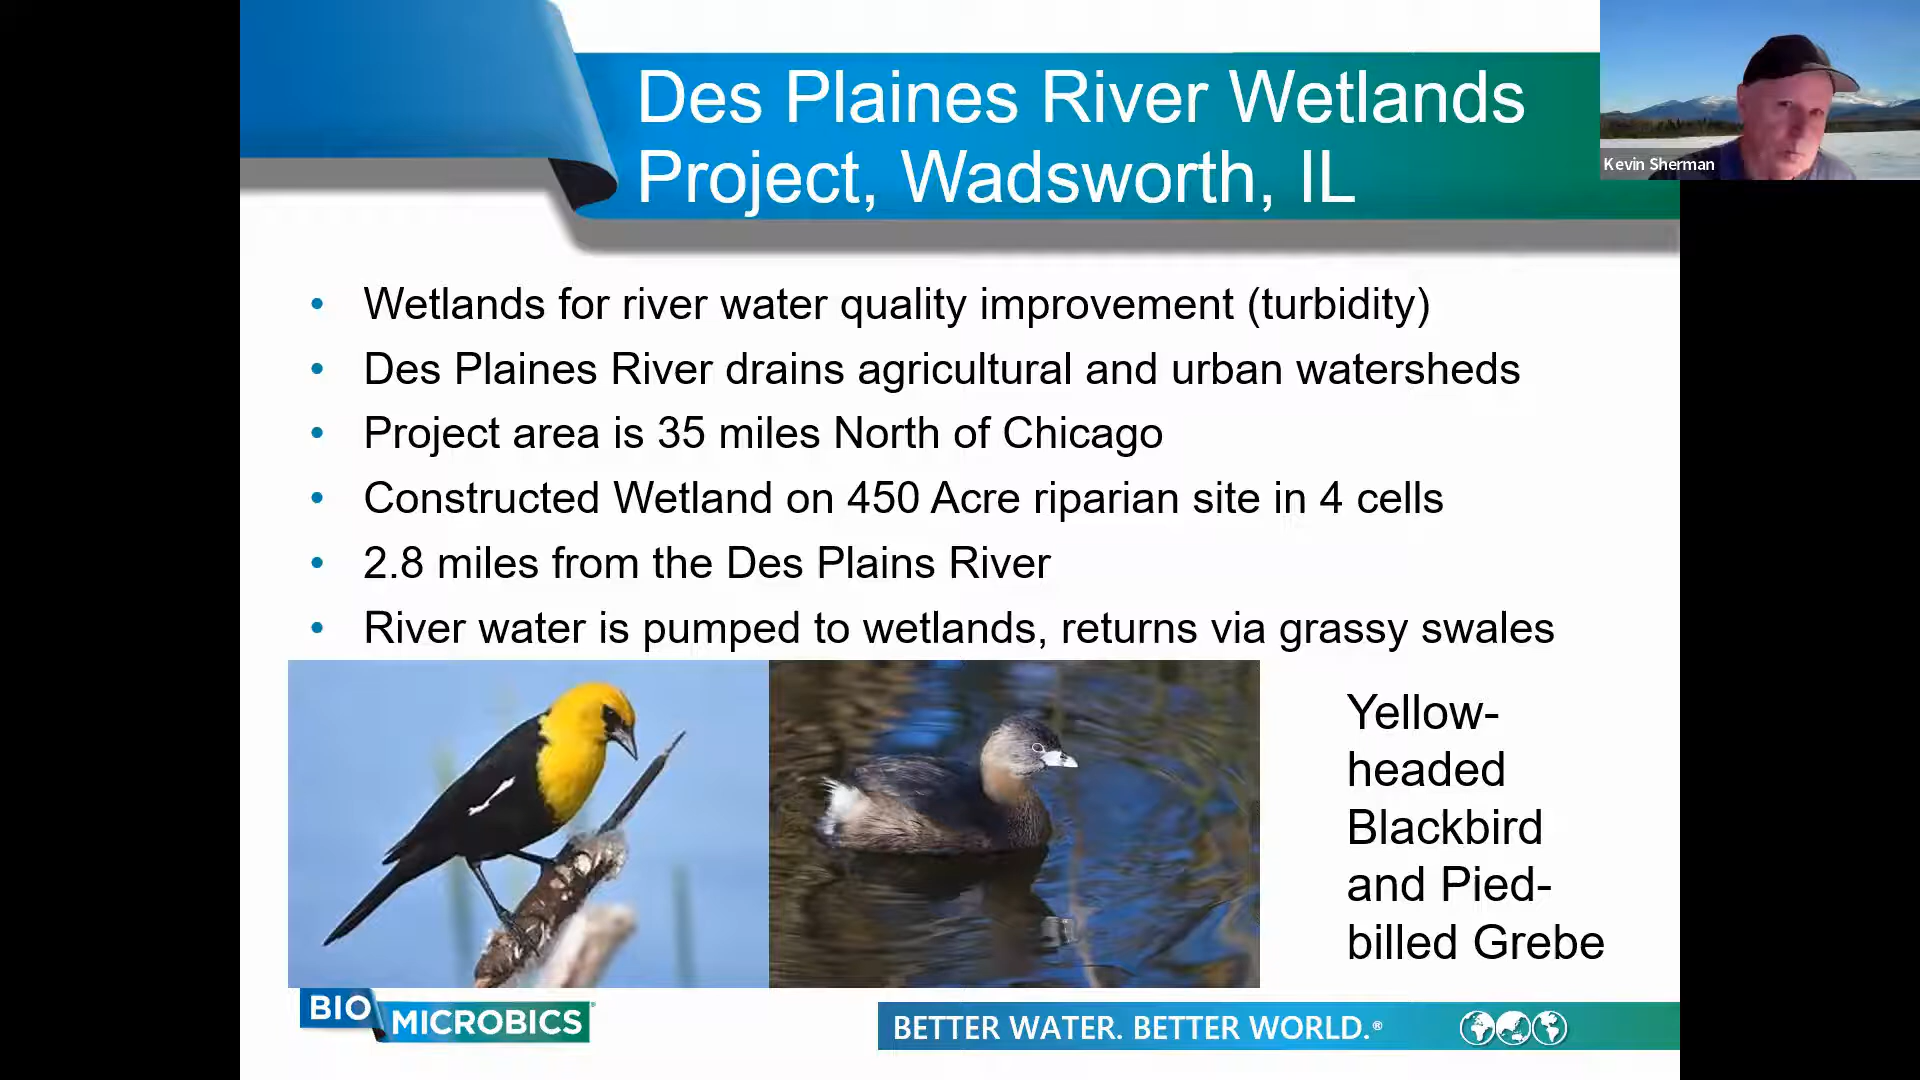 Des Plaines River Wetlands
Project, Wadsworth, IL
Kevin Sherman
• Wetlands for river water quality improvement (turbidity)
• Des Plaines River drains agricultural and urban watersheds
• Project area is 35 miles North of Chicago
• Constructed Wetland on 450 Acre riparian site in 4 cells
• 2.8 miles from the Des Plains River
• River water is pumped to wetlands, returns via grassy swales
Yellow-
headed
Blackbird
and Pied-
billed Grebe
BIO
MICROBICS®
BETTER WATER. BETTER WORLD.®